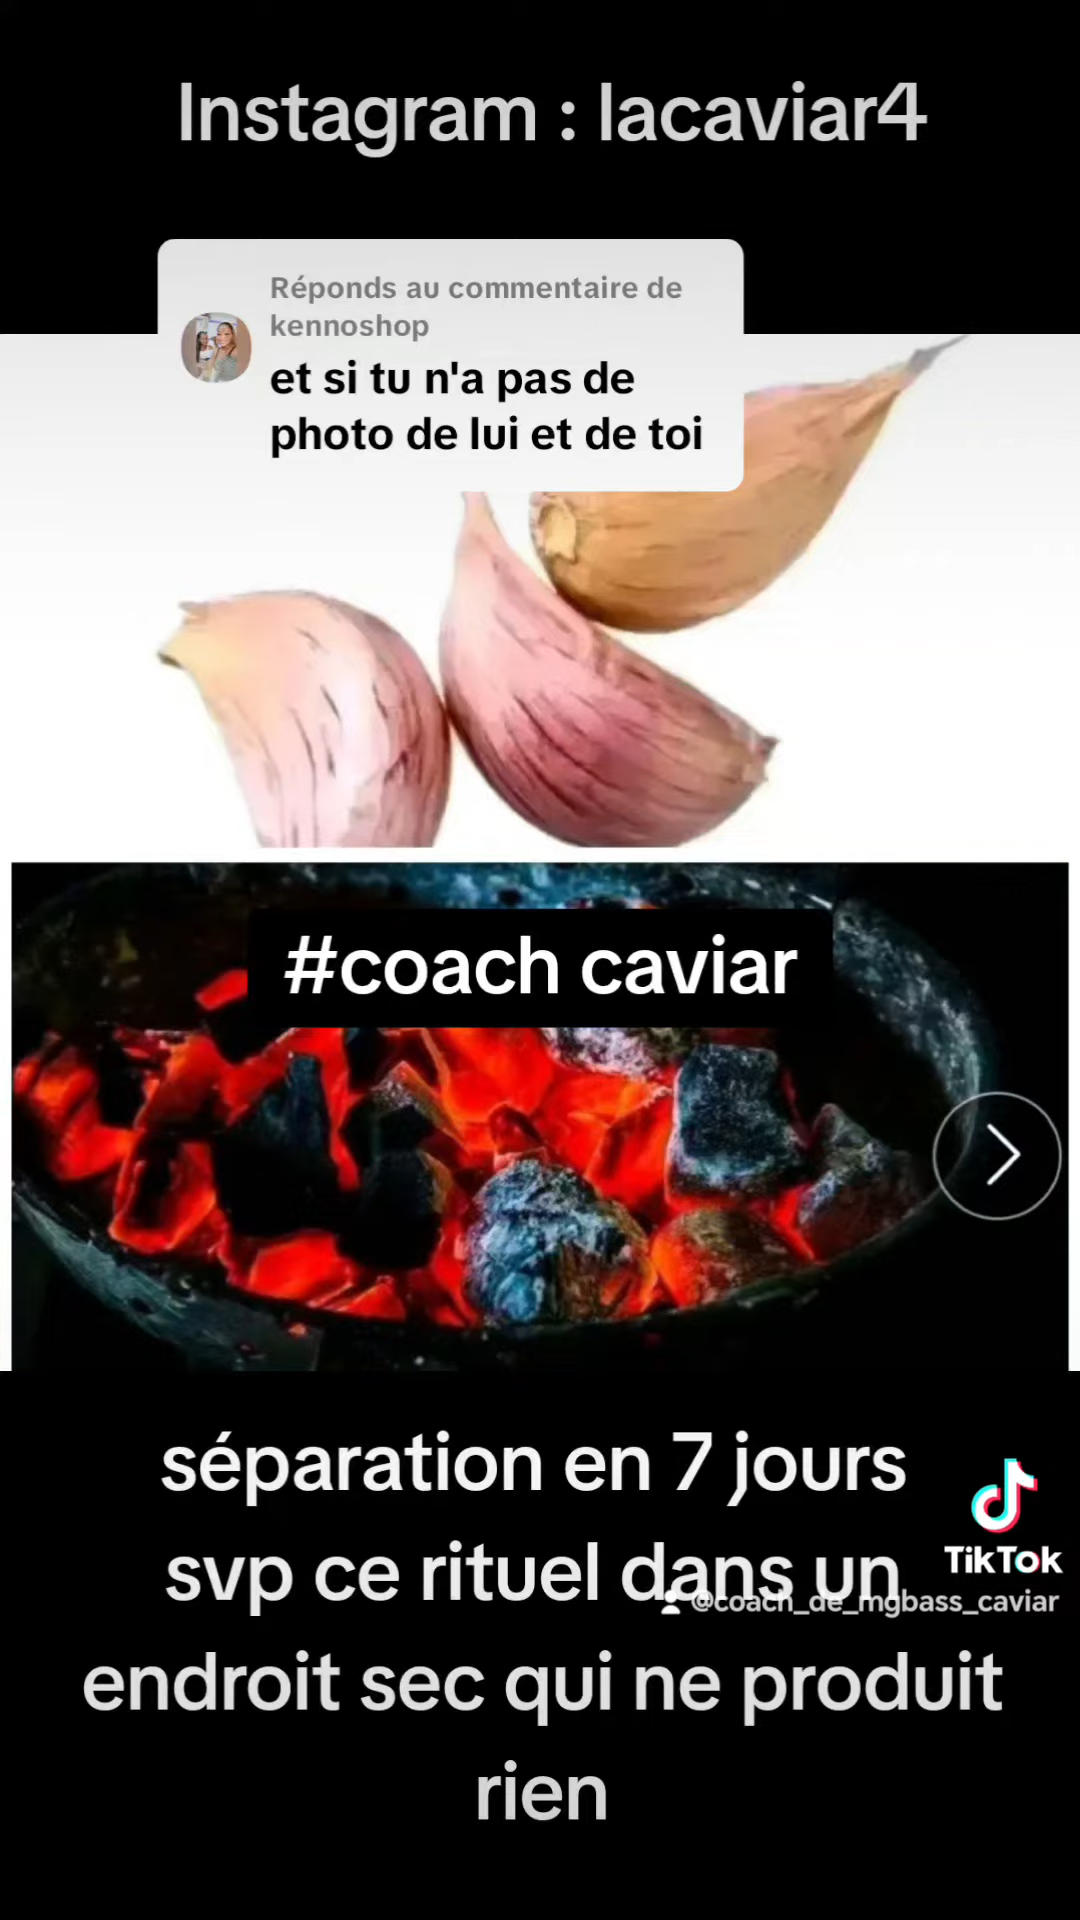 Instagram : lacaviar4
Réponds au commentaire de
kennoshop
et si tu n'a pas de
photo de lui et de toi
#coach caviar
séparation en 7 jours
svp ce rituel dans un
endroit sec qui ne produit
rien
TikTok
@coach_de_mgbass_caviar